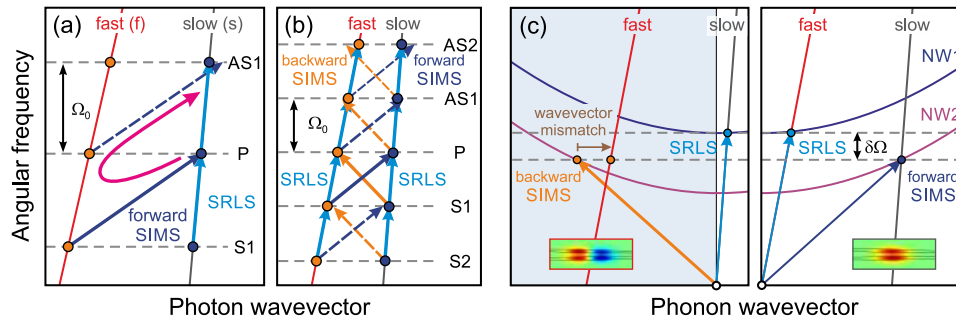 (a)
fast (f)
slow (s)
AS1
Ω0
P
forward
SIMS
SRLS
S1
(b)
fast
slow
AS2
backward
SIMS
forward
SIMS
AS1
Ω0
P
SRLS
SRLS
S1
S2
Angular frequency
Photon wavevector
(c)
fast
slow
wavevector
mismatch
SRLS
backward
SIMS
fast
slow
NW1
NW2
SRLS
δΩ
forward
SIMS
Phonon wavevector